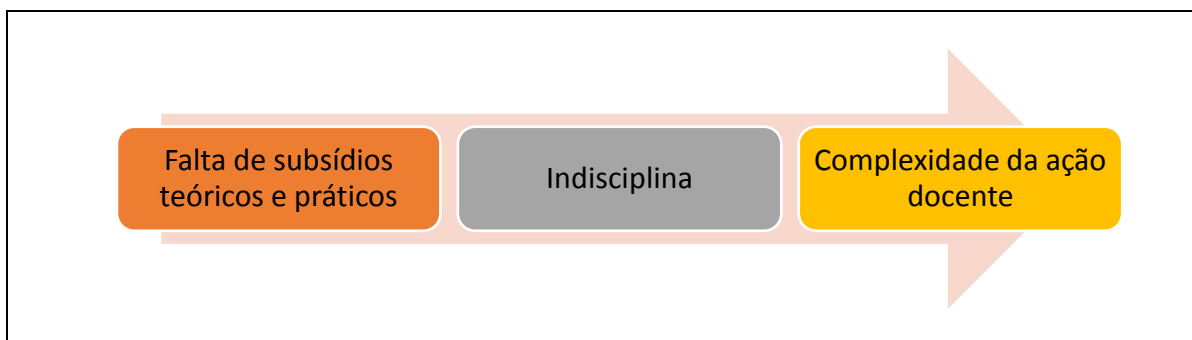 Falta de subsídios
teóricos e práticos
Indisciplina
Complexidade da ação
docente